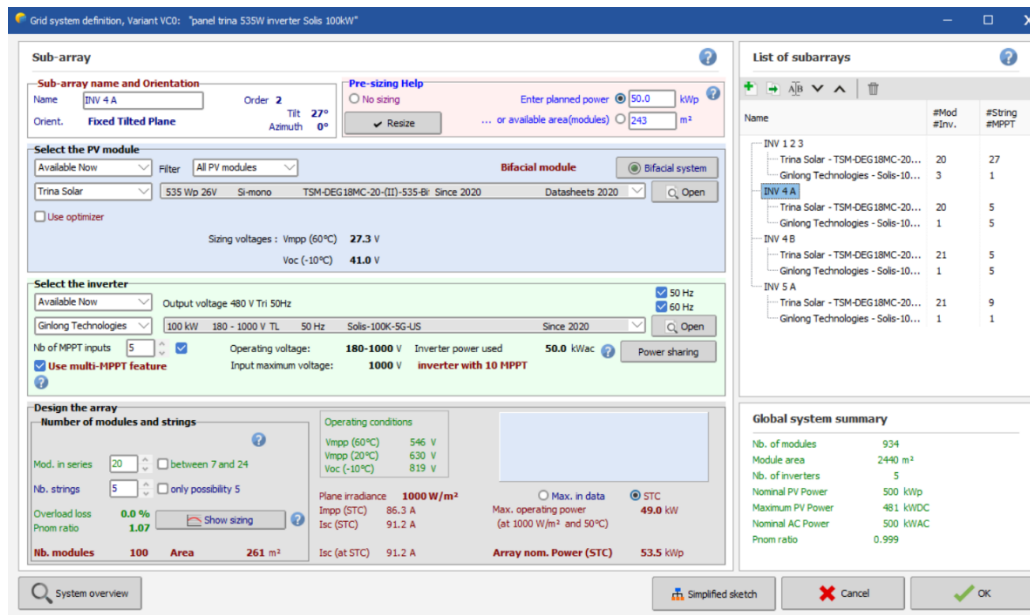 Grid system definition, Variant VC0: "panel trina 535W inverter Solis 100kW"
Sub-array
?
Sub-array name and Orientation
Name INV 4 A Order 2
Tilt 27°
Orient. Fixed Tilted Plane Azimuth 0°
Pre-sizing Help
No sizing Enter planned power 50.0 kWp ?
Resize ... or available area(modules) 243 m²
Select the PV module
Available Now Filter All PV modules Bifacial module Bifacial system
Trina Solar 535 Wp 26V Si-mono TSM-DEG18MC-20-(II)-535-Bi Since 2020 Datasheets 2020 Open
Use optimizer
Sizing voltages : Vmpp (60°C) 27.3 V
Voc (-10°C) 41.0 V
Select the inverter
Available Now Output voltage 480 V Tri 50Hz 50 Hz
60 Hz
Ginlong Technologies 100 kW 180 - 1000 V TL 50 Hz Solis-100K-5G-US Since 2020 Open
Nb of MPPT inputs 5 Operating voltage: 180-1000 V Inverter power used 50.0 kWac ? Power sharing
Use multi-MPPT feature Input maximum voltage: 1000 V inverter with 10 MPPT
?
Design the array
Number of modules and strings
?
Mod. in series 20 between 7 and 24
Nb. strings 5 only possibility 5
Overload loss 0.0 %
Pnom ratio 1.07 Show sizing ?
Nb. modules 100 Area 261 m²
Operating conditions
Vmpp (60°C) 546 V
Vmpp (20°C) 630 V
Voc (-10°C) 819 V
Plane irradiance 1000 W/m² Max. in data STC
Impp (STC) 86.3 A Max. operating power 49.0 kW
Isc (STC) 91.2 A (at 1000 W/m² and 50°C)
Isc (at STC) 91.2 A Array nom. Power (STC) 53.5 kWp
List of subarrays
?
A|B
Name #Mod #String
#Inv. #MPPT
INV 1 2 3
Trina Solar - TSM-DEG18MC-20... 20 27
Ginlong Technologies - Solis-10... 3 1
INV 4 A
Trina Solar - TSM-DEG18MC-20... 20 5
Ginlong Technologies - Solis-10... 1 5
INV 4 B
Trina Solar - TSM-DEG18MC-20... 21 5
Ginlong Technologies - Solis-10... 1 5
INV 5 A
Trina Solar - TSM-DEG18MC-20... 21 9
Ginlong Technologies - Solis-10... 1 1
Global system summary
Nb. of modules 934
Module area 2440 m²
Nb. of inverters 5
Nominal PV Power 500 kWp
Maximum PV Power 481 kWDC
Nominal AC Power 500 kWAC
Pnom ratio 0.999
System overview
Simplified sketch
Cancel
OK